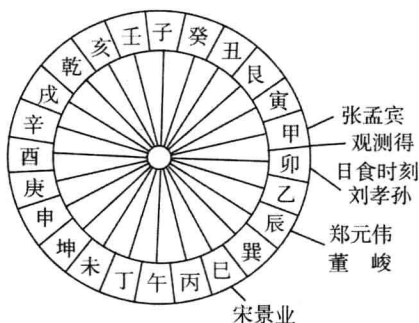 子
癸
丑
艮
寅
甲
卯
乙
辰
巽
巳
丙
午
丁
未
坤
申
庚
酉
辛
戌
乾
亥
壬
张孟宾
观测得
日食时刻
刘孝孙
郑元伟
董 峻
宋景业